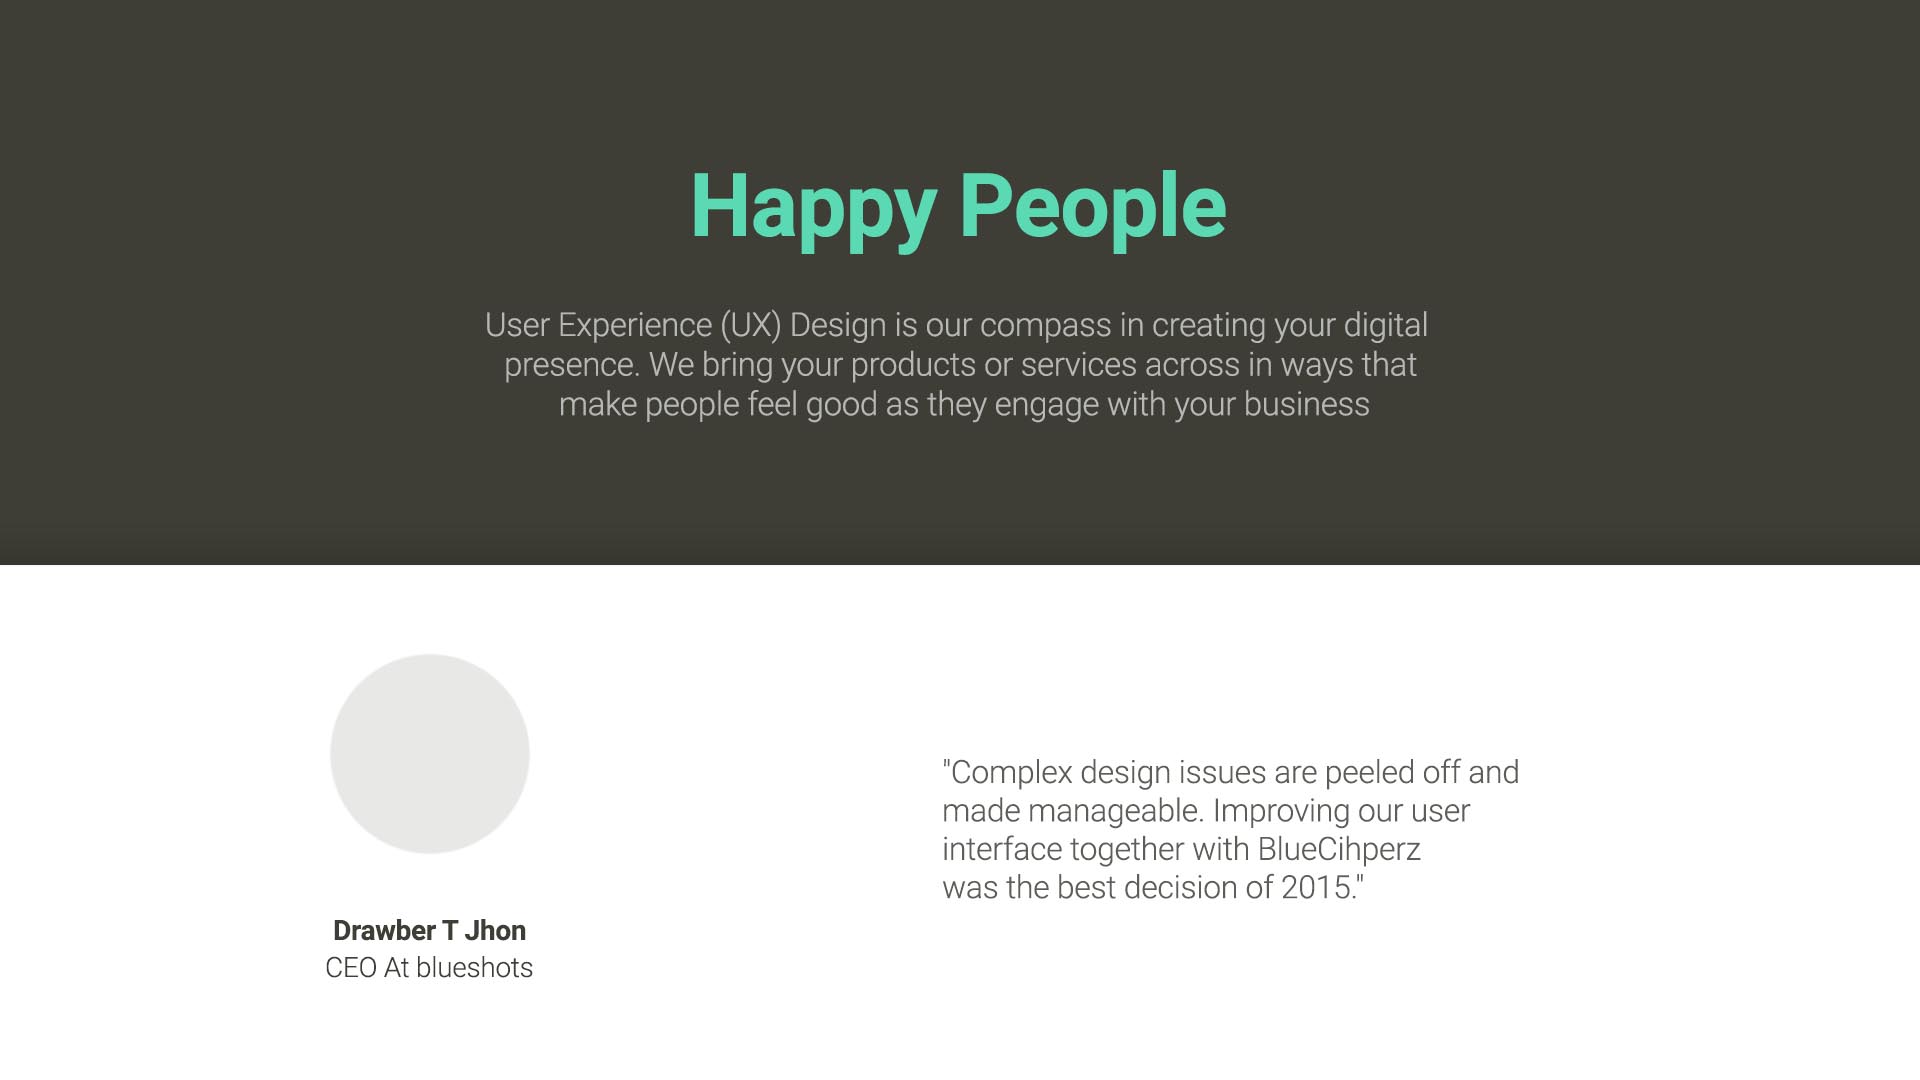 Happy People
User Experience (UX) Design is our compass in creating your digital
presence. We bring your products or services across in ways that
make people feel good as they engage with your business
"Complex design issues are peeled off and
made manageable. Improving our user
interface together with BlueCihperz
was the best decision of 2015."
Drawber T Jhon
CEO At blueshots